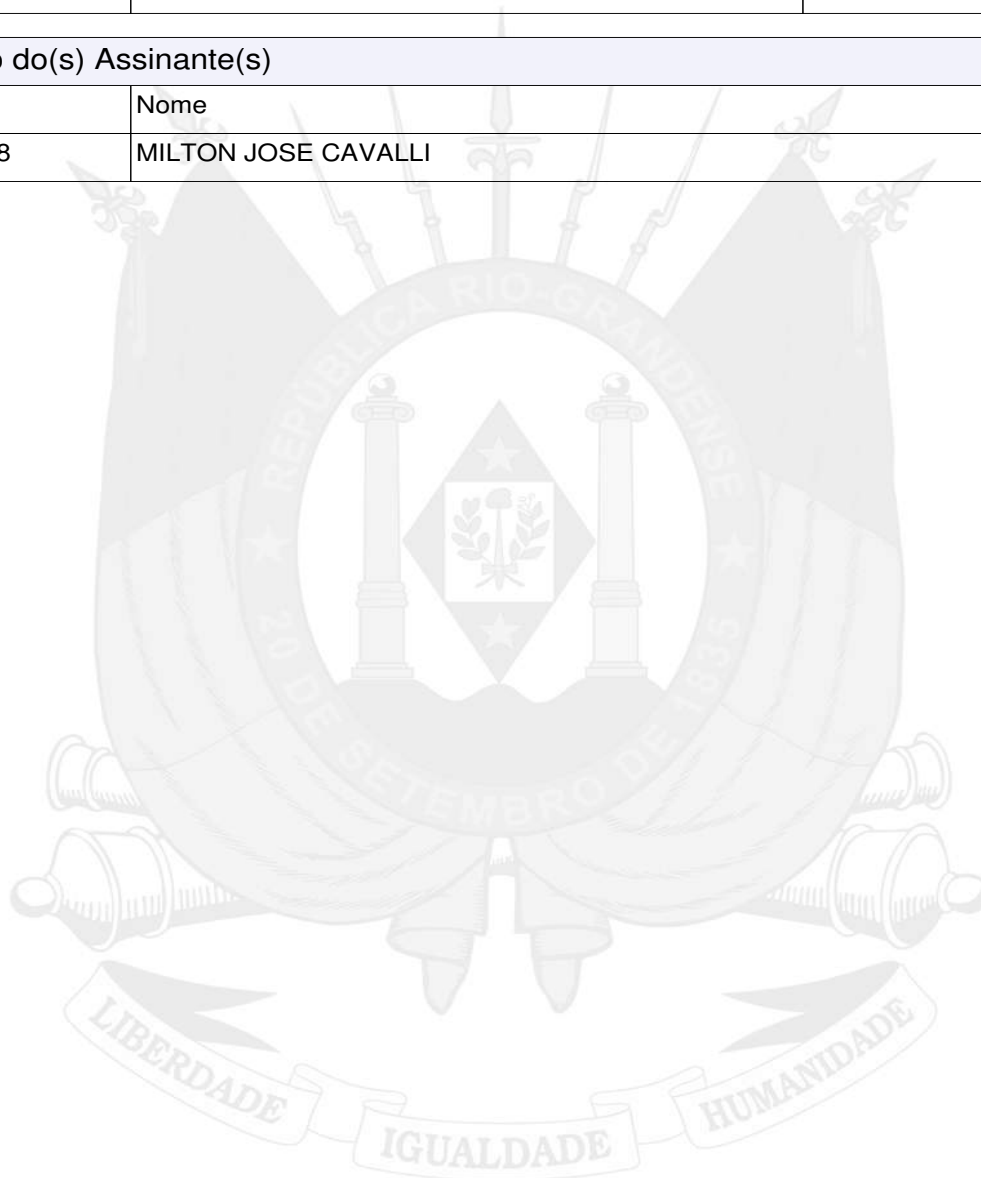 do(s) Assinante(s)
Nome
8 MILTON JOSE CAVALLI
REPÚBLICA RIO-GRANDENSE
20 DE SETEMBRO DE 1835
LIBERDADE
IGUALDADE
HUMANIDADE